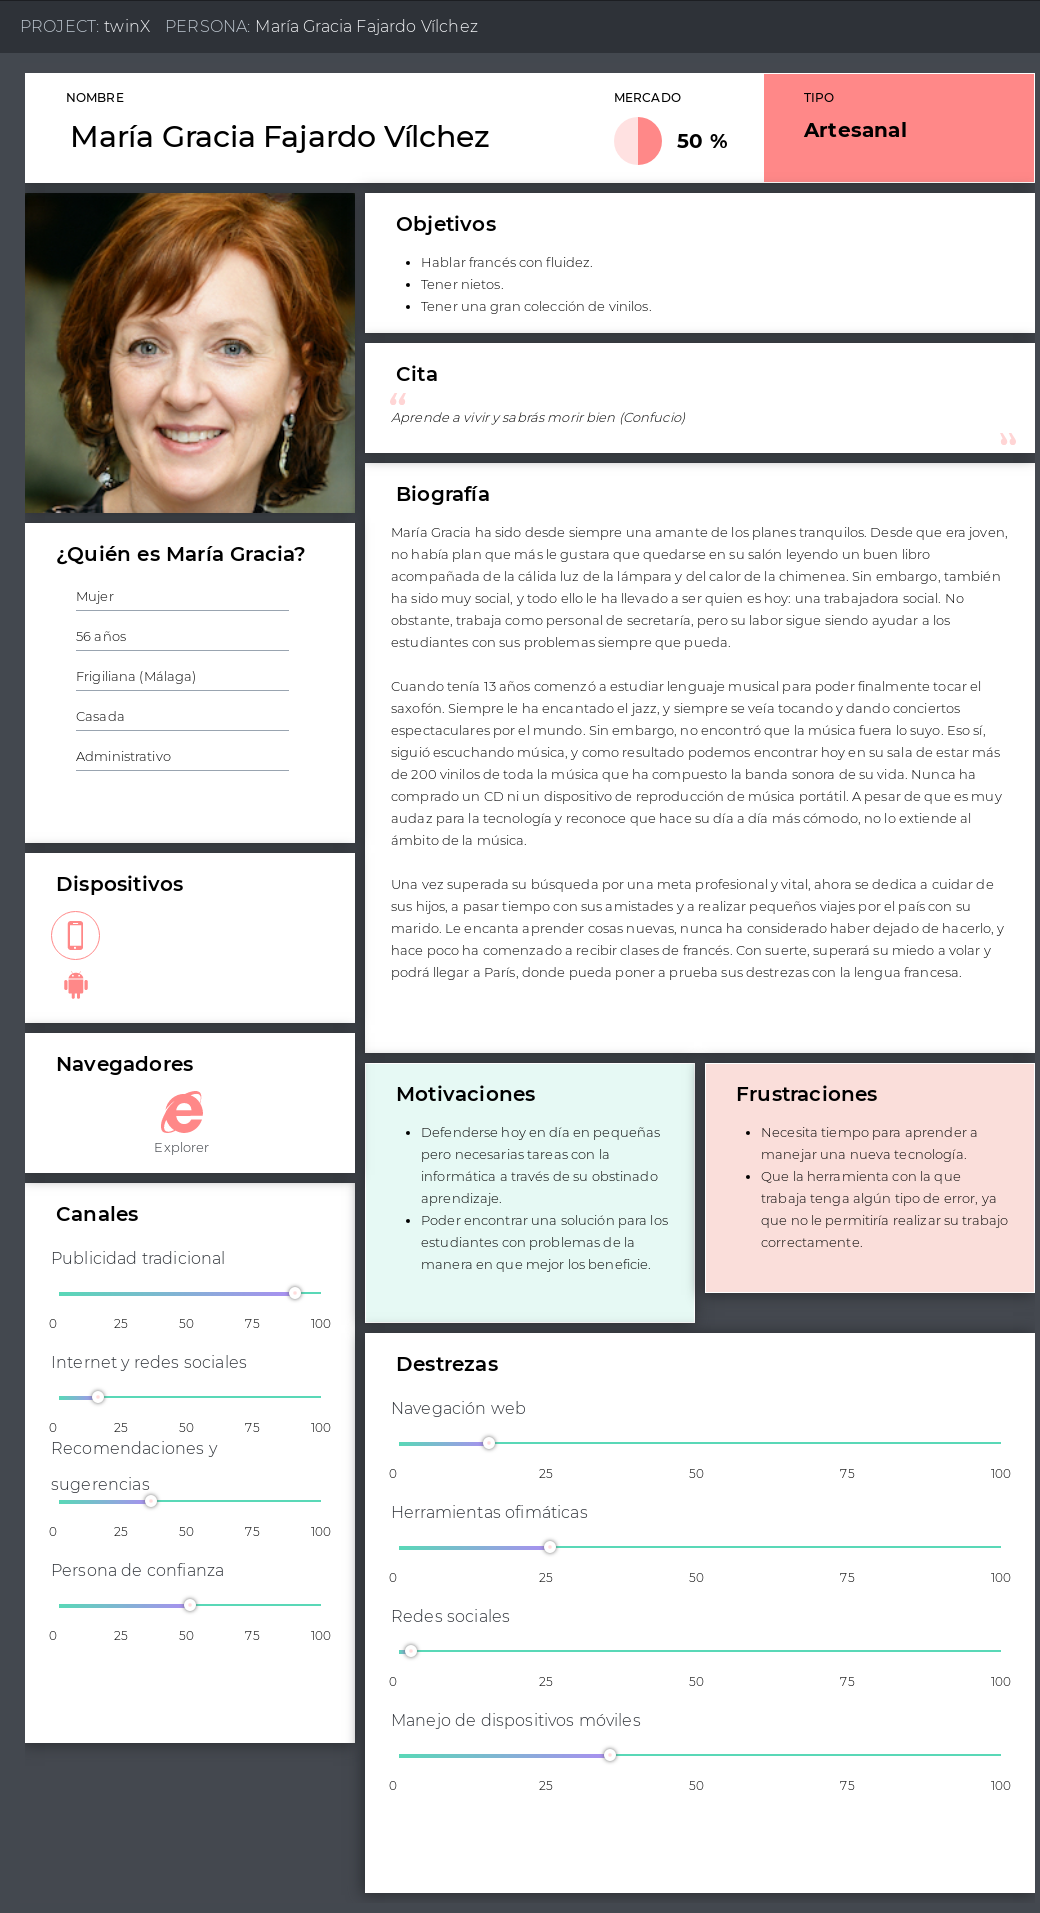 PROJECT: twinX PERSONA: María Gracia Fajardo Vílchez
NOMBRE
María Gracia Fajardo Vílchez
MERCADO
50 %
TIPO
Artesanal
¿Quién es María Gracia?
Mujer
56 años
Frigiliana (Málaga)
Casada
Administrativo
Dispositivos
Navegadores
Explorer
Canales
Publicidad tradicional
0 25 50 75 100
Internet y redes sociales
0 25 50 75 100
Recomendaciones y
sugerencias
0 25 50 75 100
Persona de confianza
0 25 50 75 100
Objetivos
Hablar francés con fluidez.
Tener nietos.
Tener una gran colección de vinilos.
Cita
“
Aprende a vivir y sabrás morir bien (Confucio)
”
Biografía
María Gracia ha sido desde siempre una amante de los planes tranquilos. Desde que era joven,
no había plan que más le gustara que quedarse en su salón leyendo un buen libro
acompañada de la cálida luz de la lámpara y del calor de la chimenea. Sin embargo, también
ha sido muy social, y todo ello le ha llevado a ser quien es hoy: una trabajadora social. No
obstante, trabaja como personal de secretaría, pero su labor sigue siendo ayudar a los
estudiantes con sus problemas siempre que pueda.
Cuando tenía 13 años comenzó a estudiar lenguaje musical para poder finalmente tocar el
saxofón. Siempre le ha encantado el jazz, y siempre se veía tocando y dando conciertos
espectaculares por el mundo. Sin embargo, no encontró que la música fuera lo suyo. Eso sí,
siguió escuchando música, y como resultado podemos encontrar hoy en su sala de estar más
de 200 vinilos de toda la música que ha compuesto la banda sonora de su vida. Nunca ha
comprado un CD ni un dispositivo de reproducción de música portátil. A pesar de que es muy
audaz para la tecnología y reconoce que hace su día a día más cómodo, no lo extiende al
ámbito de la música.
Una vez superada su búsqueda por una meta profesional y vital, ahora se dedica a cuidar de
sus hijos, a pasar tiempo con sus amistades y a realizar pequeños viajes por el país con su
marido. Le encanta aprender cosas nuevas, nunca ha considerado haber dejado de hacerlo, y
hace poco ha comenzado a recibir clases de francés. Con suerte, superará su miedo a volar y
podrá llegar a París, donde pueda poner a prueba sus destrezas con la lengua francesa.
Motivaciones
Defenderse hoy en día en pequeñas
pero necesarias tareas con la
informática a través de su obstinado
aprendizaje.
Poder encontrar una solución para los
estudiantes con problemas de la
manera en que mejor los beneficie.
Frustraciones
Necesita tiempo para aprender a
manejar una nueva tecnología.
Que la herramienta con la que
trabaja tenga algún tipo de error, ya
que no le permitiría realizar su trabajo
correctamente.
Destrezas
Navegación web
0 25 50 75 100
Herramientas ofimáticas
0 25 50 75 100
Redes sociales
0 25 50 75 100
Manejo de dispositivos móviles
0 25 50 75 100